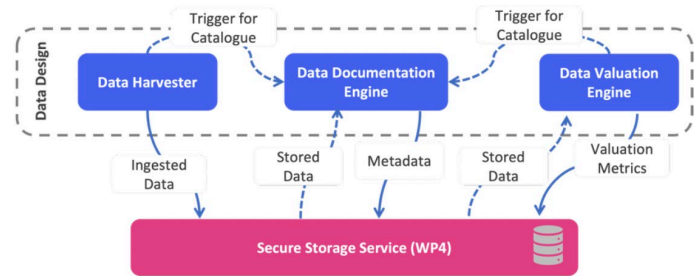 Trigger for
Catalogue
Trigger for
Catalogue
Data Design
Data Harvester
Data Documentation
Engine
Data Valuation
Engine
Ingested
Data
Stored
Data
Metadata
Stored
Data
Valuation
Metrics
Secure Storage Service (WP4)